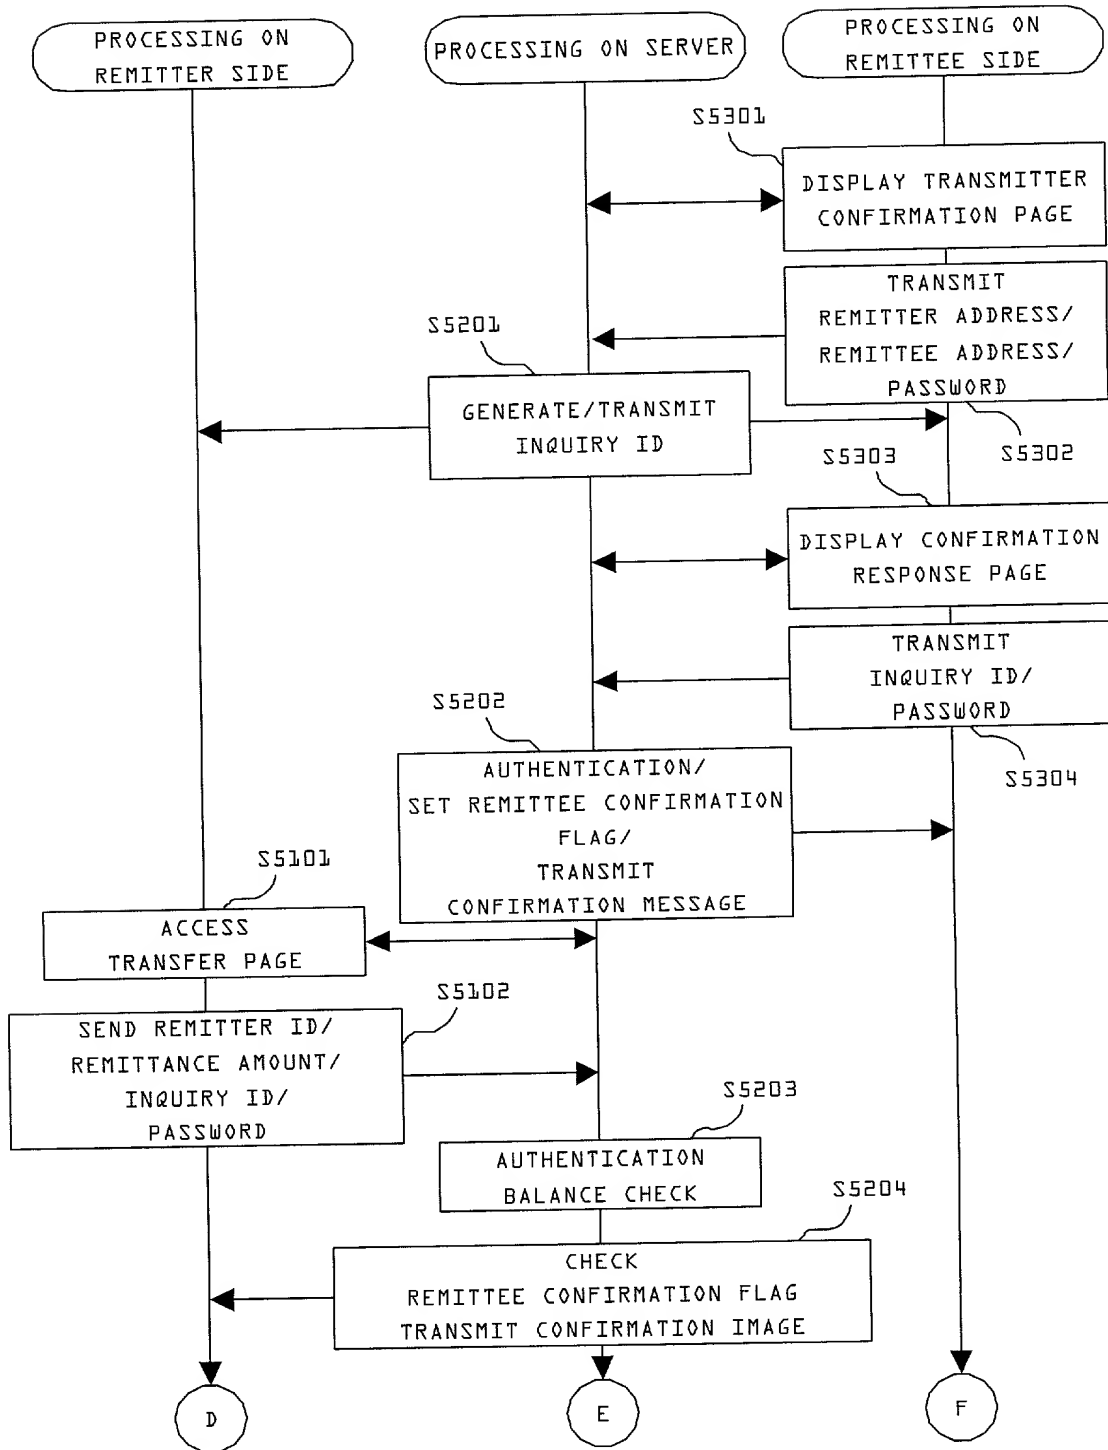 PROCESSING ON
REMITTER SIDE
PROCESSING ON SERVER
PROCESSING ON
REMITTEE SIDE
S5301
DISPLAY TRANSMITTER
CONFIRMATION PAGE
TRANSMIT
REMITTER ADDRESS/
REMITTEE ADDRESS/
PASSWORD
S5201
GENERATE/TRANSMIT
INQUIRY ID
S5302
S5303
DISPLAY CONFIRMATION
RESPONSE PAGE
TRANSMIT
INQUIRY ID/
PASSWORD
S5202
S5304
AUTHENTICATION/
SET REMITTEE CONFIRMATION
FLAG/
TRANSMIT
CONFIRMATION MESSAGE
S5101
ACCESS
TRANSFER PAGE
S5102
SEND REMITTER ID/
REMITTANCE AMOUNT/
INQUIRY ID/
PASSWORD
S5203
AUTHENTICATION
BALANCE CHECK
S5204
CHECK
REMITTEE CONFIRMATION FLAG
TRANSMIT CONFIRMATION IMAGE
D
E
F